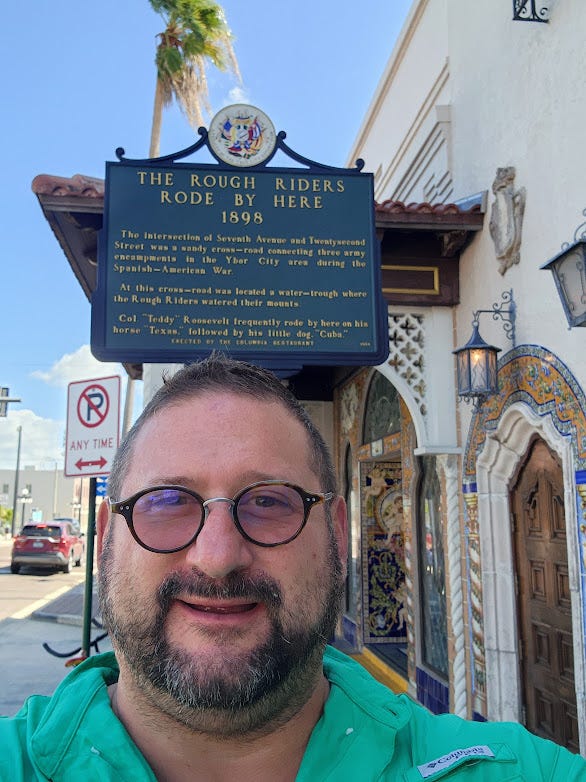 THE ROUGH RIDERS
RODE BY HERE
1898
The intersection of Seventh Avenue and Twentysecond
Street was a sandy cross-road connecting three army
encampments in the Ybor City area during the
Spanish-American War.
At this cross-road was located a water-trough where
the Rough Riders watered their mounts.
Col. "Teddy" Roosevelt frequently rode by here on his
horse "Texas," followed by his little dog, "Cuba."
ERECTED BY THE COLUMBIA RESTAURANT
P
ANY TIME
Columbia